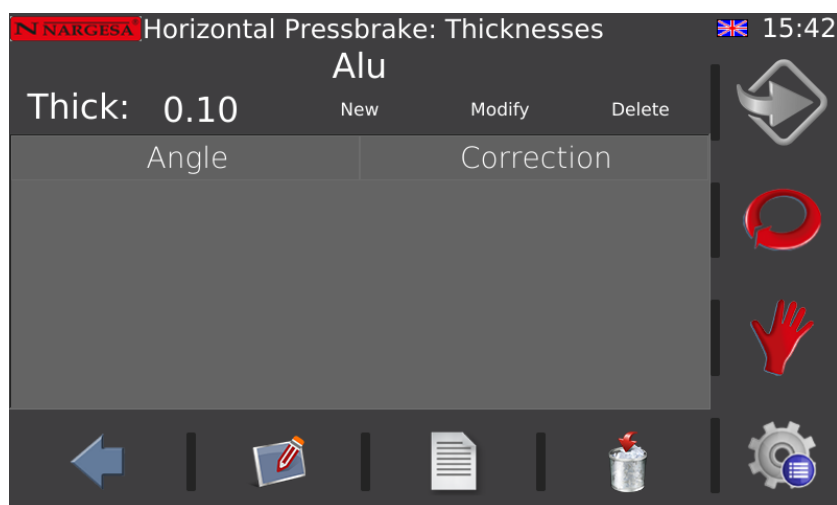 NARGESA® Horizontal Pressbrake: Thicknesses 15:42
Alu
Thick: 0.10 New Modify Delete
Angle Correction